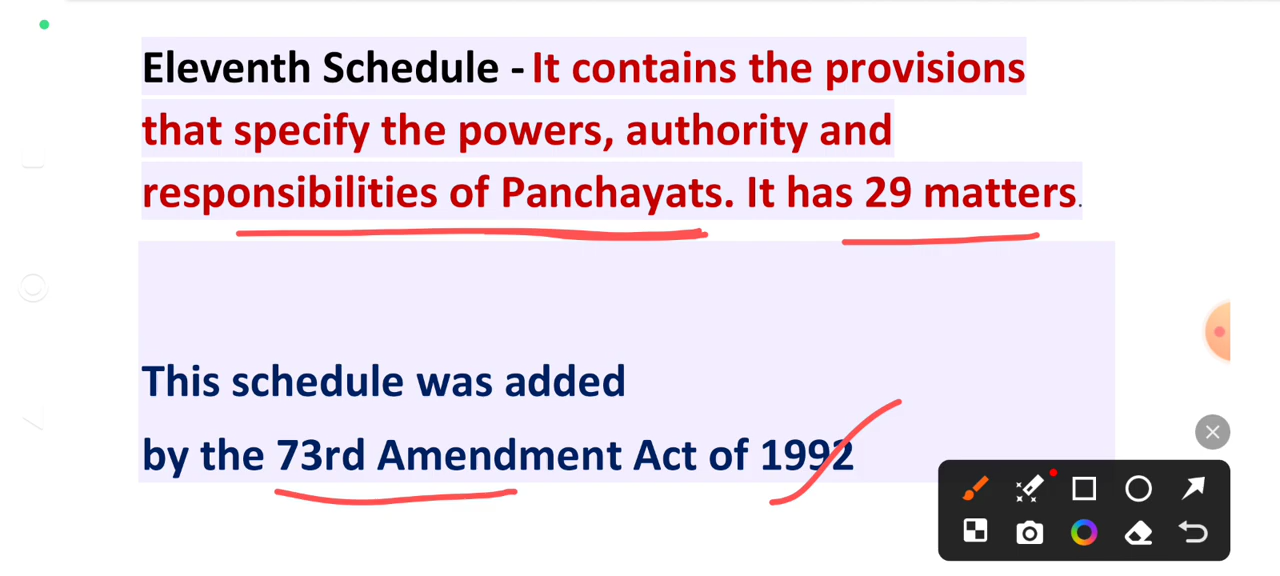 Eleventh Schedule - It contains the provisions
that specify the powers, authority and
responsibilities of Panchayats. It has 29 matters.
This schedule was added
by the 73rd Amendment Act of 1992